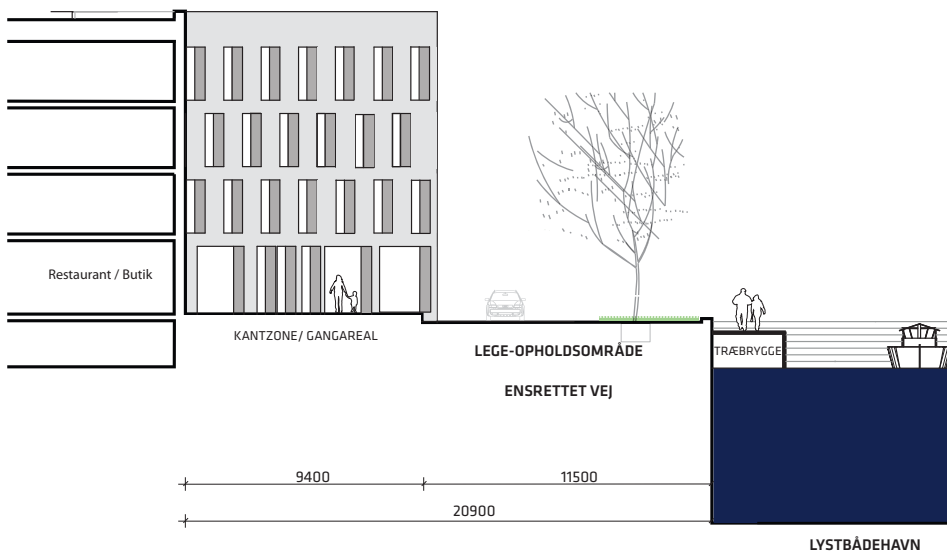 Restaurant / Butik
KANTZONE/ GANGAREAL
LEGE-OPHOLDSOMRÅDE
TRÆBRYGGE
ENSRETTET VEJ
9400
11500
20900
LYSTBÅDEHAVN